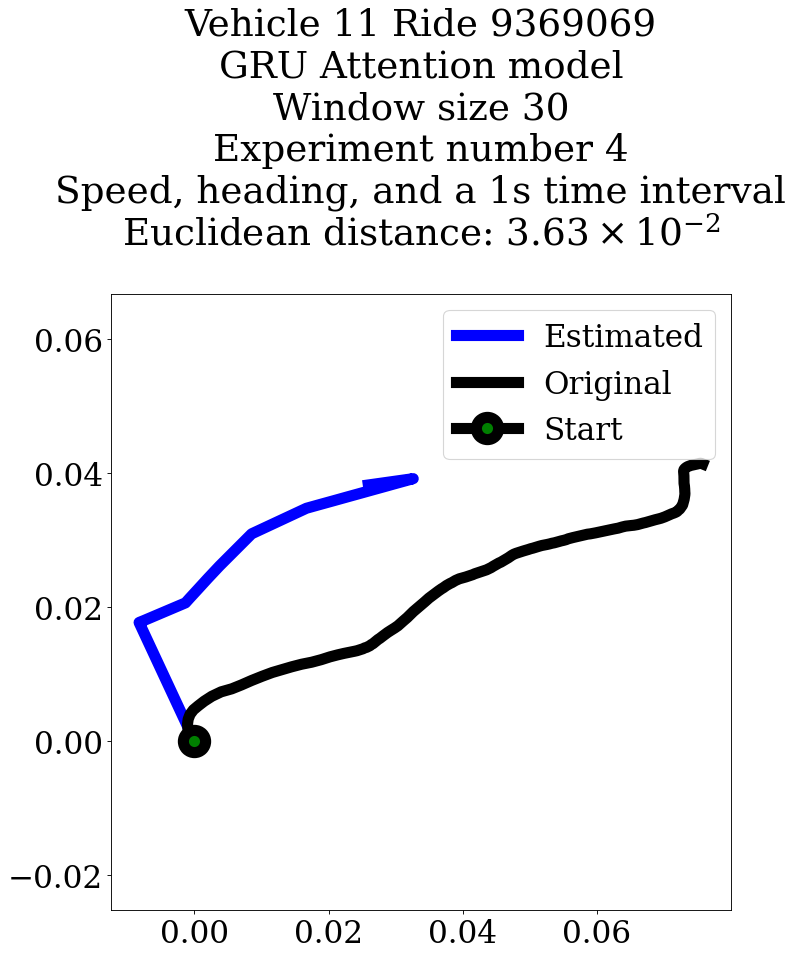 Vehicle 11 Ride 9369069
GRU Attention model
Window size 30
Experiment number 4
Speed, heading, and a 1s time interval
Euclidean distance: 3.63 × 10⁻²
Estimated
Original
Start
0.06
0.04
0.02
0.00
−0.02
0.00 0.02 0.04 0.06